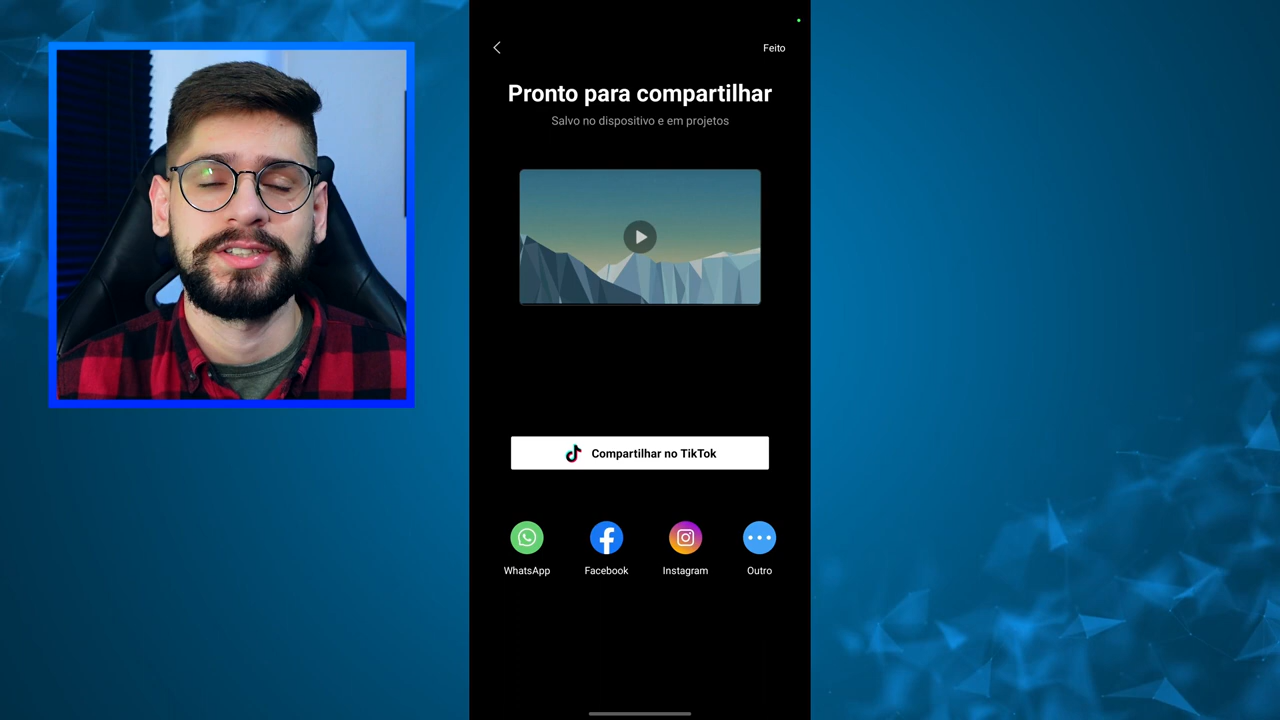 Feito
Pronto para compartilhar
Salvo no dispositivo e em projetos
Compartilhar no TikTok
WhatsApp
Facebook
Instagram
Outro